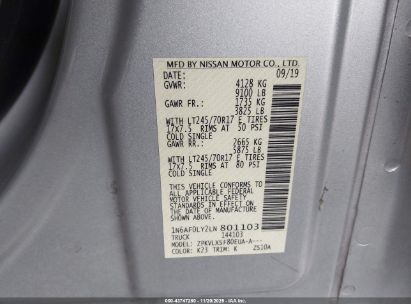 MFD BY NISSAN MOTOR CO., LTD.
DATE: 09/19
GVWR: 4128 KG
9100 LB
GAWR FR: 1735 KG
3825 LB
WITH LT245/70R17 E TIRES
17x7.5 RIMS AT 50 PSI
COLD SINGLE
GAWR RR: 2665 KG
5875 LB
WITH LT245/70R17 E TIRES
17x7.5 RIMS AT 80 PSI
COLD SINGLE
THIS VEHICLE CONFORMS TO
ALL APPLICABLE FEDERAL
MOTOR VEHICLE SAFETY
STANDARDS IN EFFECT ON
THE DATE OF MANUFACTURE
SHOWN ABOVE.
1N6AF0LY2LN 801103
TRUCK 144103
MODEL: ZPKVLX5F80EUA-A---
COLOR: K23 TRIM: K ZS10A